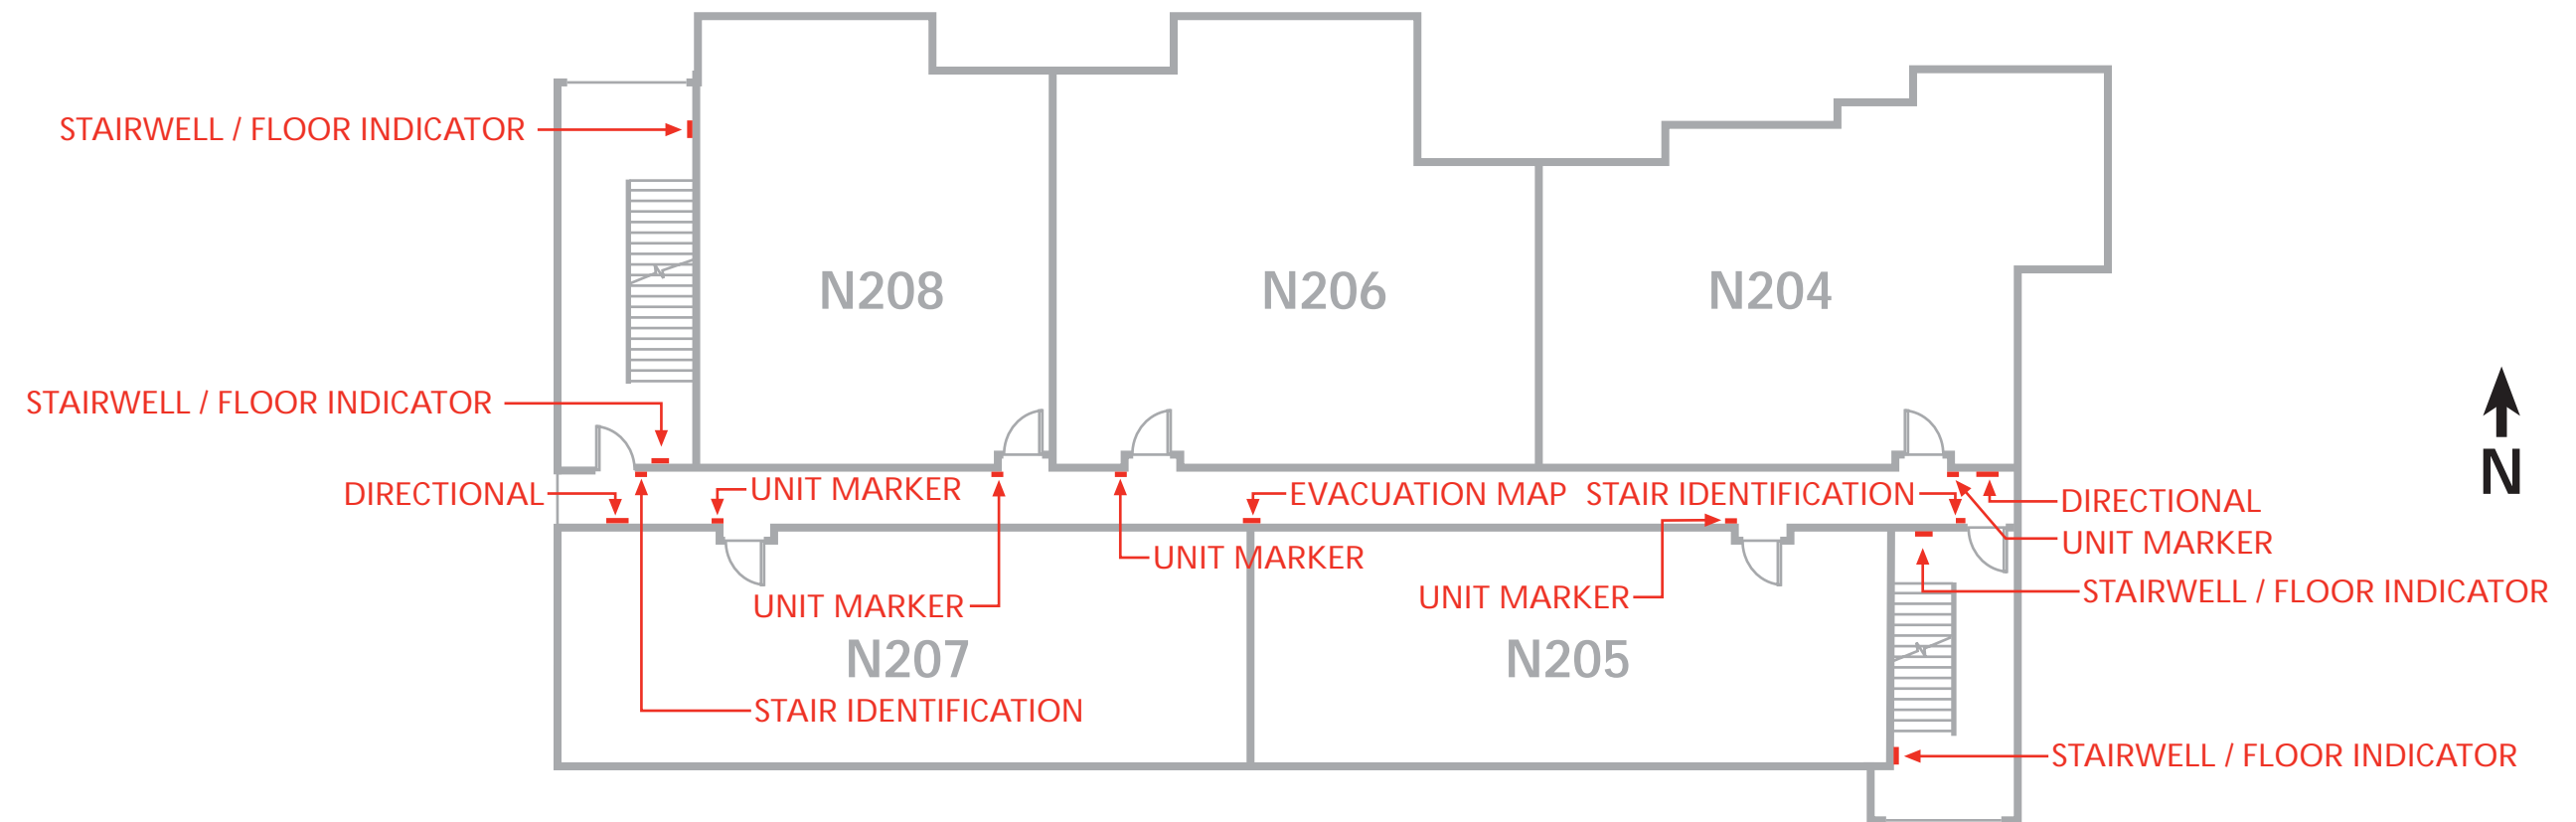 STAIRWELL / FLOOR INDICATOR
N208
N206
N204
STAIRWELL / FLOOR INDICATOR
N
DIRECTIONAL
UNIT MARKER
EVACUATION MAP
STAIR IDENTIFICATION
DIRECTIONAL
UNIT MARKER
UNIT MARKER
STAIRWELL / FLOOR INDICATOR
UNIT MARKER
UNIT MARKER
N207
N205
STAIR IDENTIFICATION
STAIRWELL / FLOOR INDICATOR